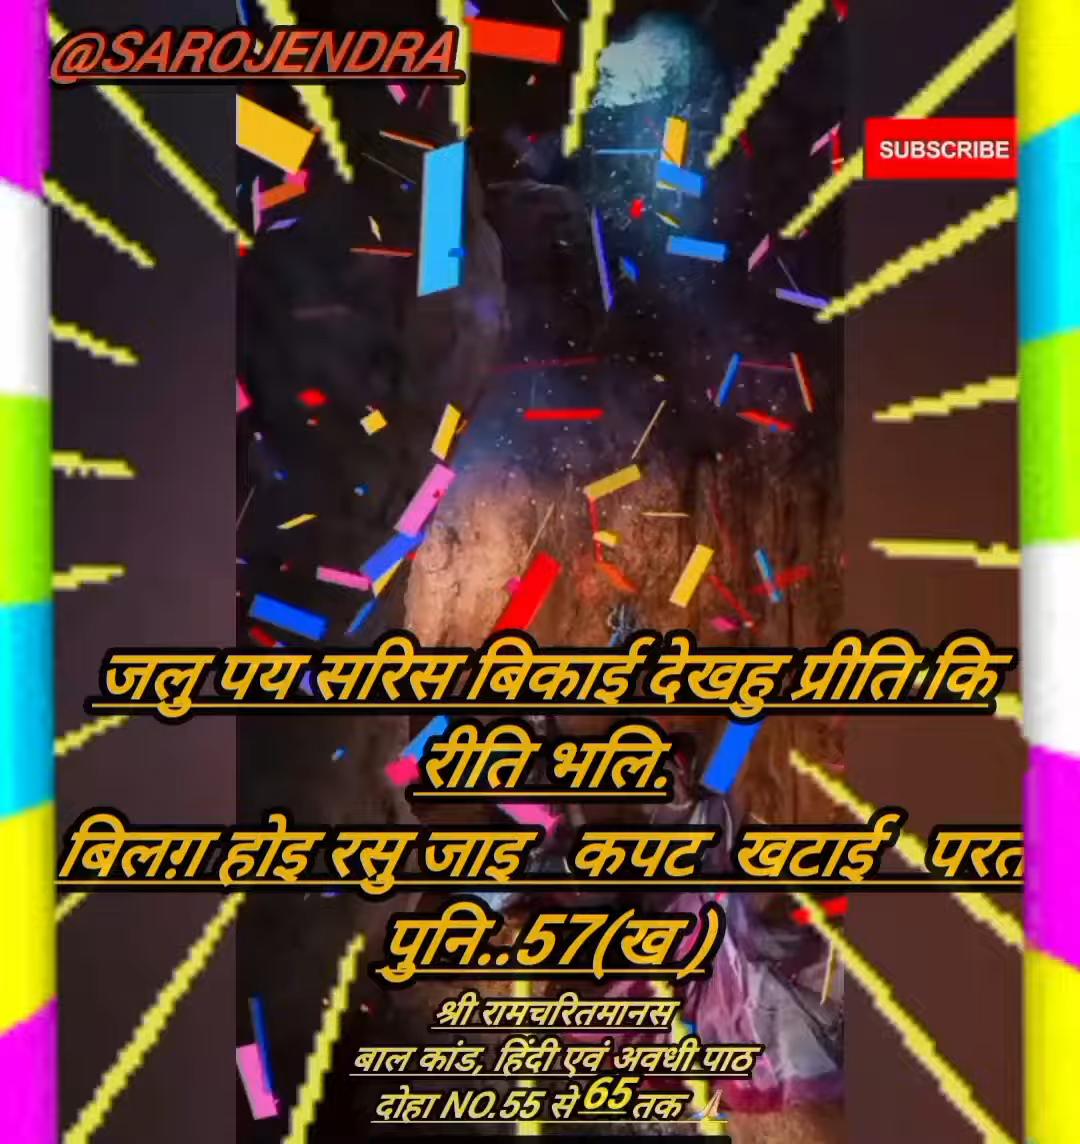 @SAROJENDRA
SUBSCRIBE
जलु पय सरिस बिकाई देखहु प्रीति कि
रीति भलि.
बिलग़ होइ रसु जाइ कपट खटाई परत
पुनि..57(ख )
श्री रामचरितमानस
बाल कांड, हिंदी एवं अवधी पाठ
दोहा NO.55 से 65 तक 🙏